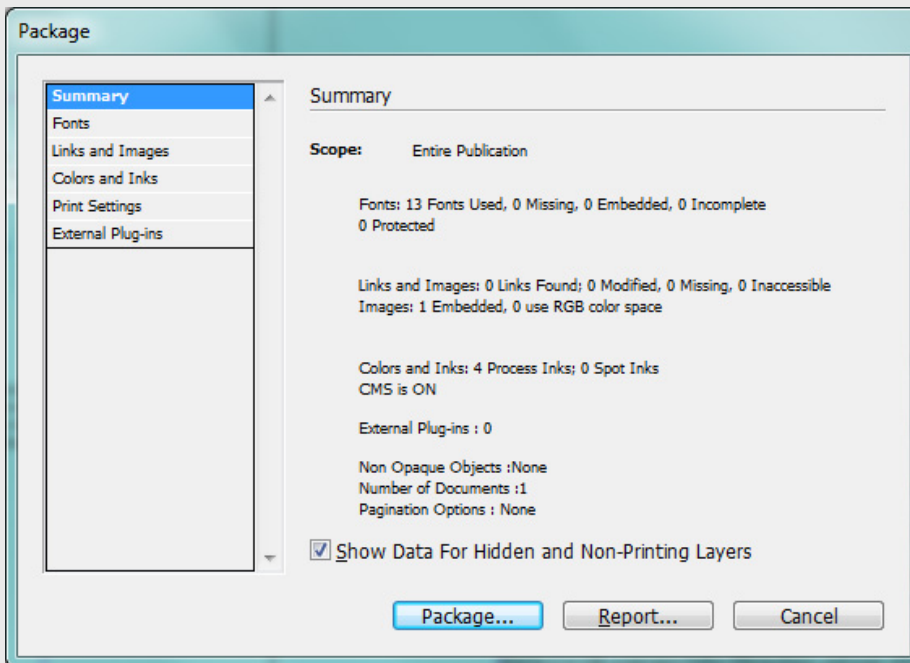 Package
Summary
Fonts
Links and Images
Colors and Inks
Print Settings
External Plug-ins
Summary
Scope: Entire Publication
Fonts: 13 Fonts Used, 0 Missing, 0 Embedded, 0 Incomplete
0 Protected
Links and Images: 0 Links Found; 0 Modified, 0 Missing, 0 Inaccessible
Images: 1 Embedded, 0 use RGB color space
Colors and Inks: 4 Process Inks; 0 Spot Inks
CMS is ON
External Plug-ins : 0
Non Opaque Objects :None
Number of Documents :1
Pagination Options : None
Show Data For Hidden and Non-Printing Layers
Package... Report... Cancel